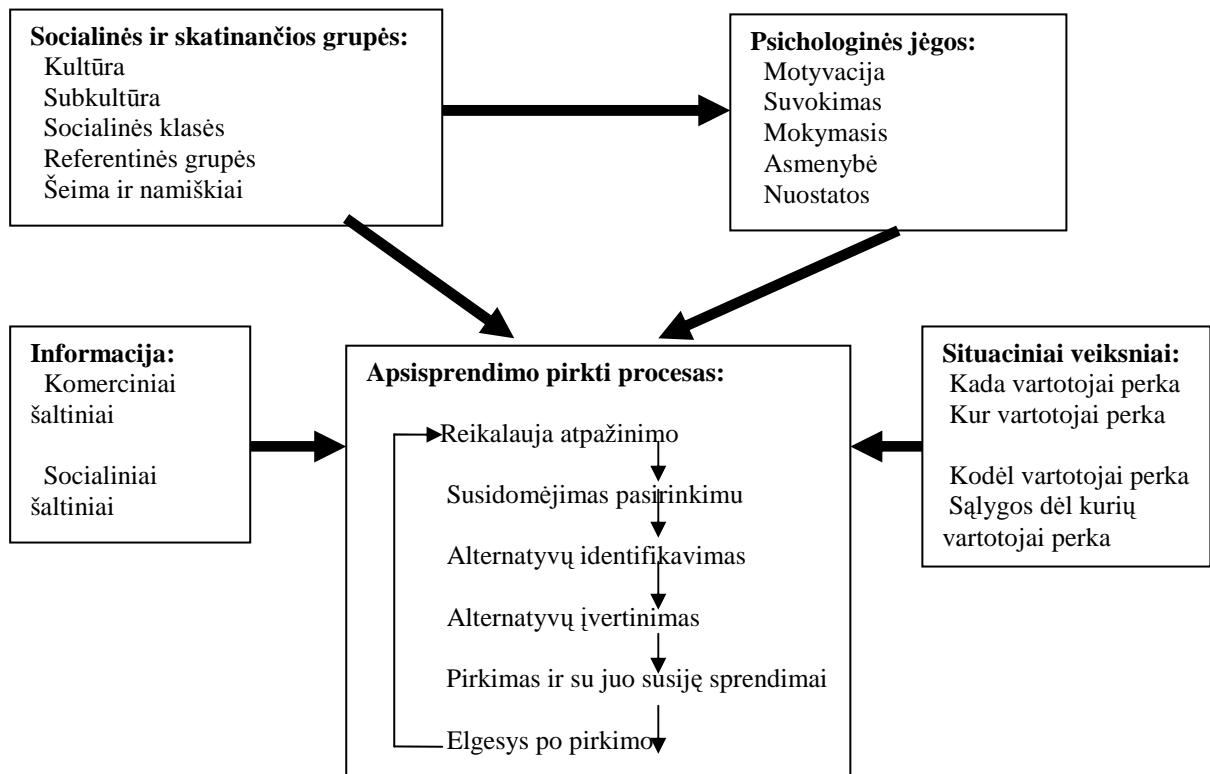 Socialinės ir skatinančios grupės:
Kultūra
Subkultūra
Socialinės klasės
Referentinės grupės
Šeima ir namiškiai
Psichologinės jėgos:
Motyvacija
Suvokimas
Mokymasis
Asmenybė
Nuostatos
Informacija:
Komerciniai
šaltiniai
Socialiniai
šaltiniai
Apsisprendimo pirkti procesas:
Reikalauja atpažinimo
Susidomėjimas pasirinkimu
Alternatyvų identifikavimas
Alternatyvų įvertinimas
Pirkimas ir su juo susiję sprendimai
Elgesys po pirkimo
Situaciniai veiksniai:
Kada vartotojai perka
Kur vartotojai perka
Kodėl vartotojai perka
Sąlygos dėl kurių
vartotojai perka